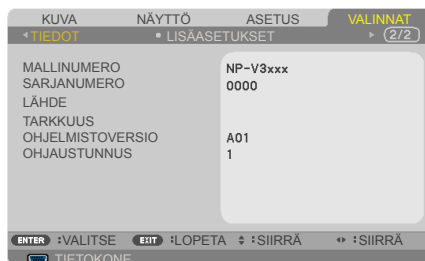 KUVA NÄYTTÖ ASETUS VALINNAT
TIEDOT • LISÄASETUKSET 2/2
MALLINUMERO NP-V3xxx
SARJANUMERO 0000
LÄHDE
TARKKUUS
OHJELMISTOVERSIO A01
OHJAUSTUNNUS 1
ENTER :VALITSE EXIT :LOPETA :SIIRRÄ :SIIRRÄ
TIETOKONE